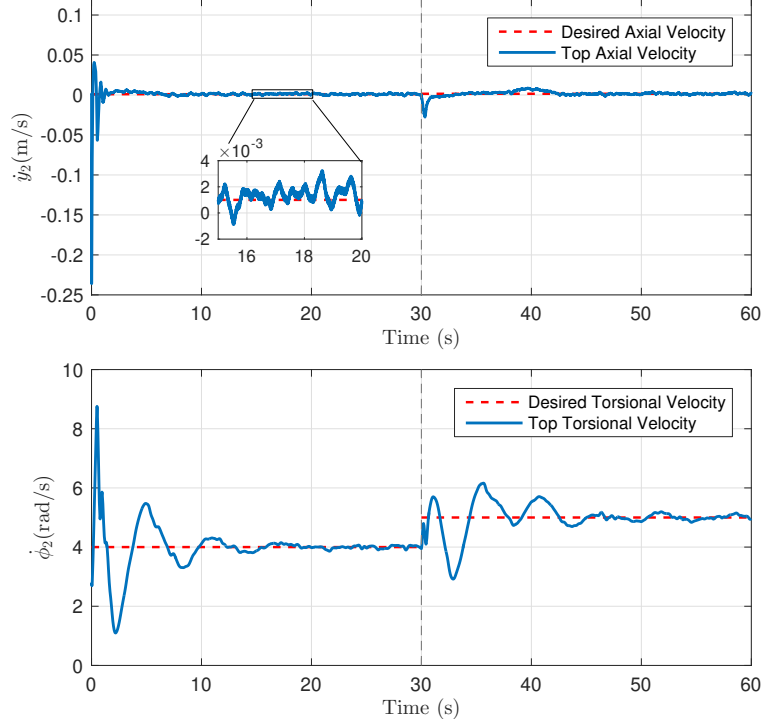 0.1
0.05
0
-0.05
-0.1
-0.15
-0.2
-0.25
ẏ₂(m/s)
Desired Axial Velocity
Top Axial Velocity
×10⁻³
4
2
0
-2
16 18 20
0 10 20 30 40 50 60
Time (s)
10
8
6
4
2
0
ϕ̇₂(rad/s)
Desired Torsional Velocity
Top Torsional Velocity
0 10 20 30 40 50 60
Time (s)